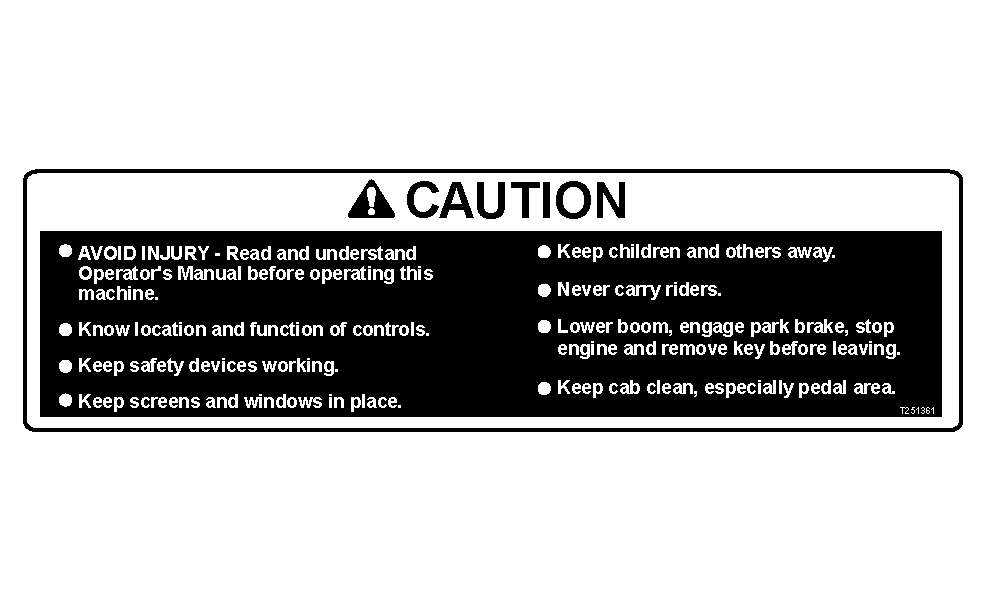 CAUTION
● AVOID INJURY - Read and understand
Operator's Manual before operating this
machine.
● Know location and function of controls.
● Keep safety devices working.
● Keep screens and windows in place.
● Keep children and others away.
● Never carry riders.
● Lower boom, engage park brake, stop
engine and remove key before leaving.
● Keep cab clean, especially pedal area.
T251361